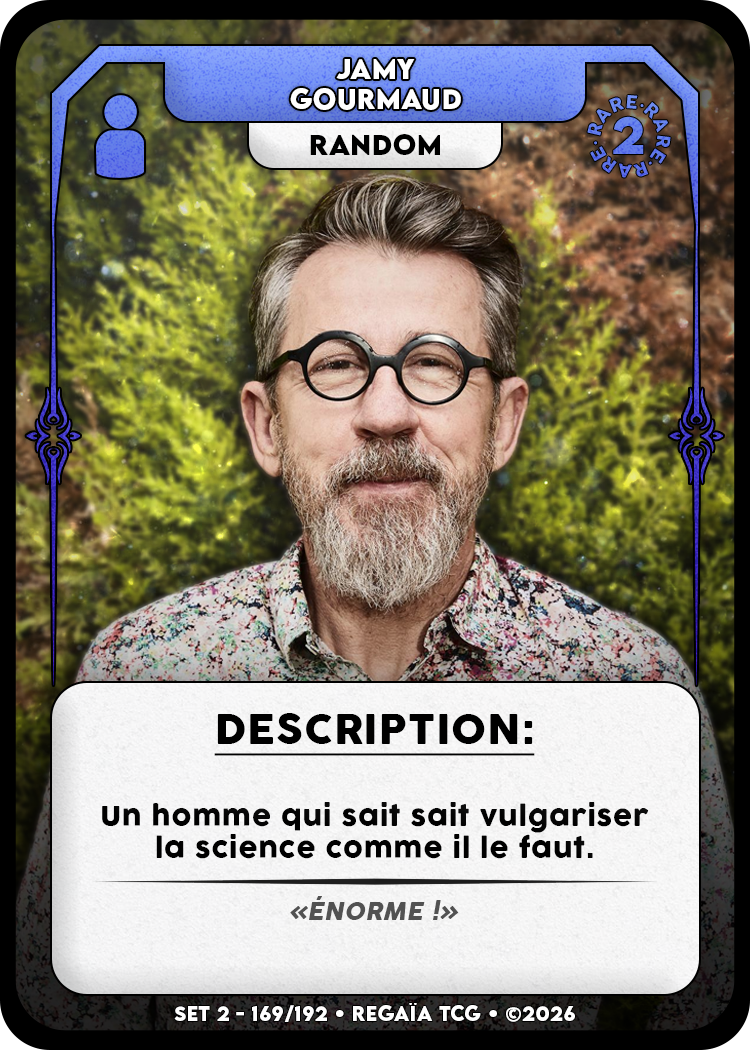 JAMY
GOURMAUD
RANDOM
RARE·RARE·RARE·RARE·
2
DESCRIPTION:
Un homme qui sait sait vulgariser
la science comme il le faut.
«ÉNORME !»
SET 2 - 169/192 • REGAÏA TCG • ©2026